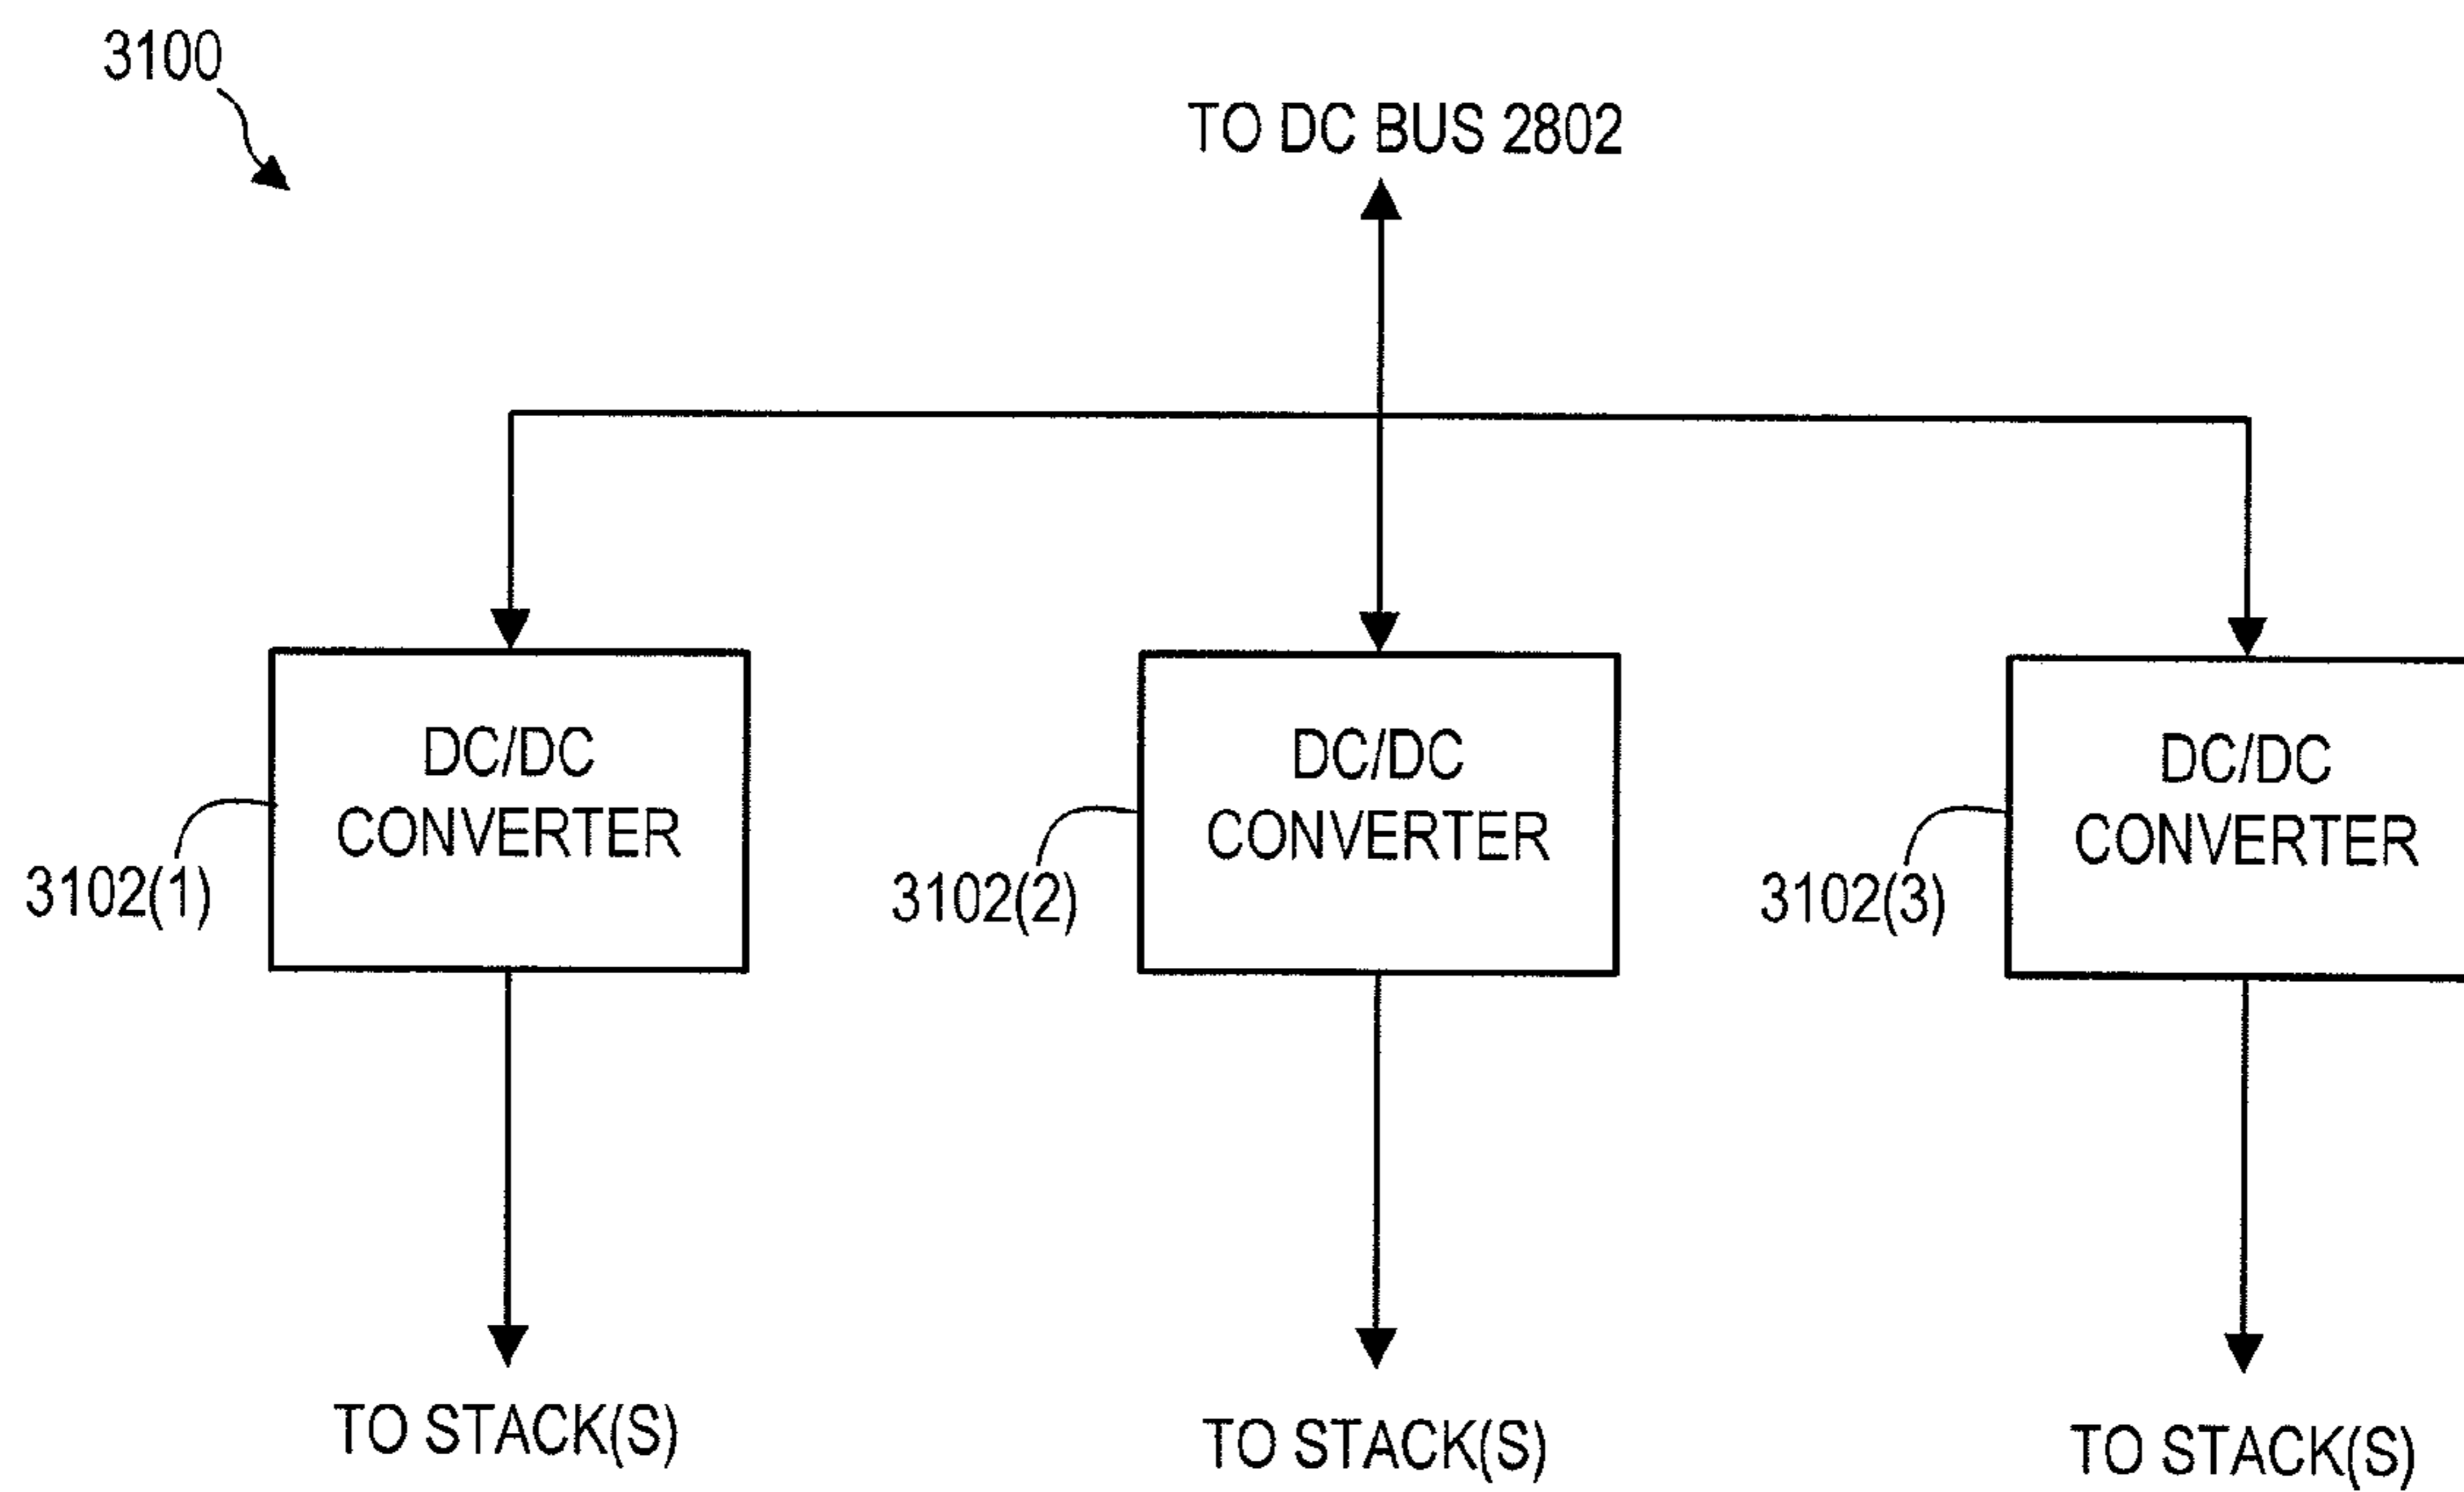 3100
TO DC BUS 2802
DC/DC
CONVERTER
3102(1)
DC/DC
CONVERTER
3102(2)
DC/DC
CONVERTER
3102(3)
TO STACK(S)
TO STACK(S)
TO STACK(S)